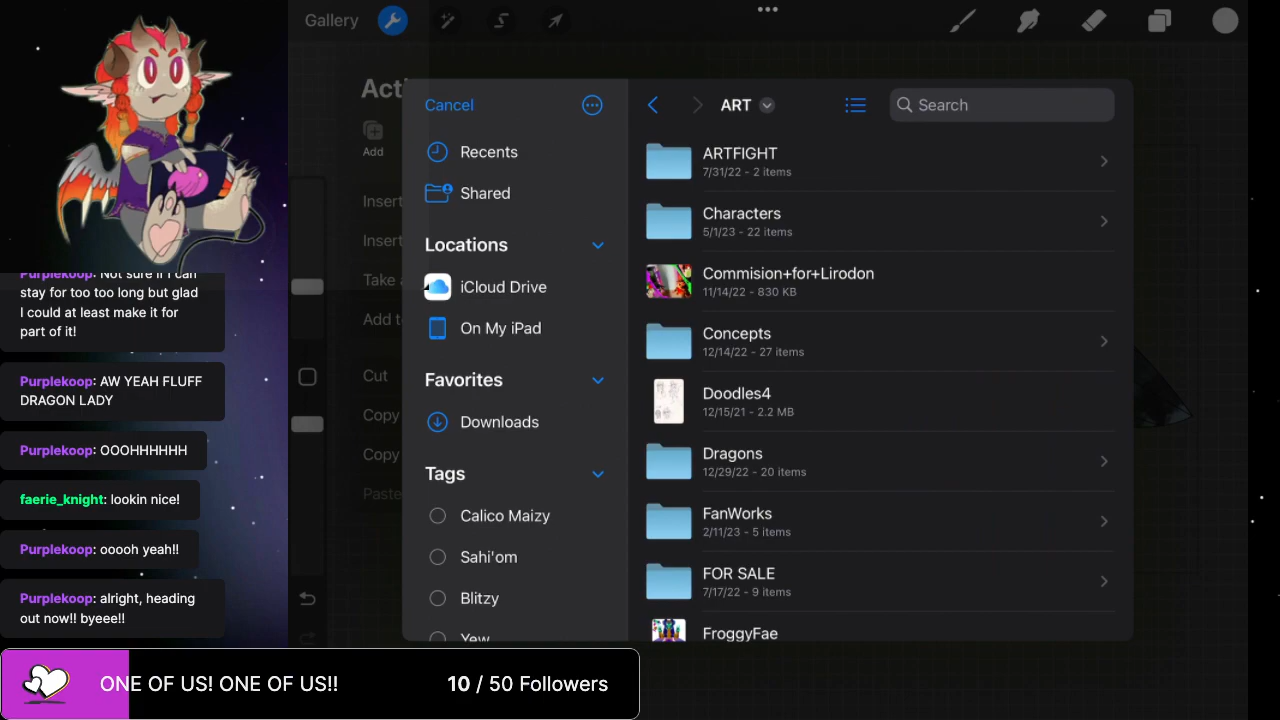 Gallery
Acti
Add
Insert
Insert
Take a
Add to
Cut
Copy
Copy
Paste
Cancel
Recents
Shared
Locations
iCloud Drive
On My iPad
Favorites
Downloads
Tags
Calico Maizy
Sahi'om
Blitzy
Yew
ART
Search
ARTFIGHT
7/31/22 - 2 items
Characters
5/1/23 - 22 items
Commision+for+Lirodon
11/14/22 - 830 KB
Concepts
12/14/22 - 27 items
Doodles4
12/15/21 - 2.2 MB
Dragons
12/29/22 - 20 items
FanWorks
2/11/23 - 5 items
FOR SALE
7/17/22 - 9 items
FroggyFae
Purplekoop: Not sure if I can
stay for too too long but glad
I could at least make it for
part of it!
Purplekoop: AW YEAH FLUFF
DRAGON LADY
Purplekoop: OOOHHHHHH
faerie_knight: lookin nice!
Purplekoop: ooooh yeah!!
Purplekoop: alright, heading
out now!! byeee!!
ONE OF US! ONE OF US!! 10 / 50 Followers